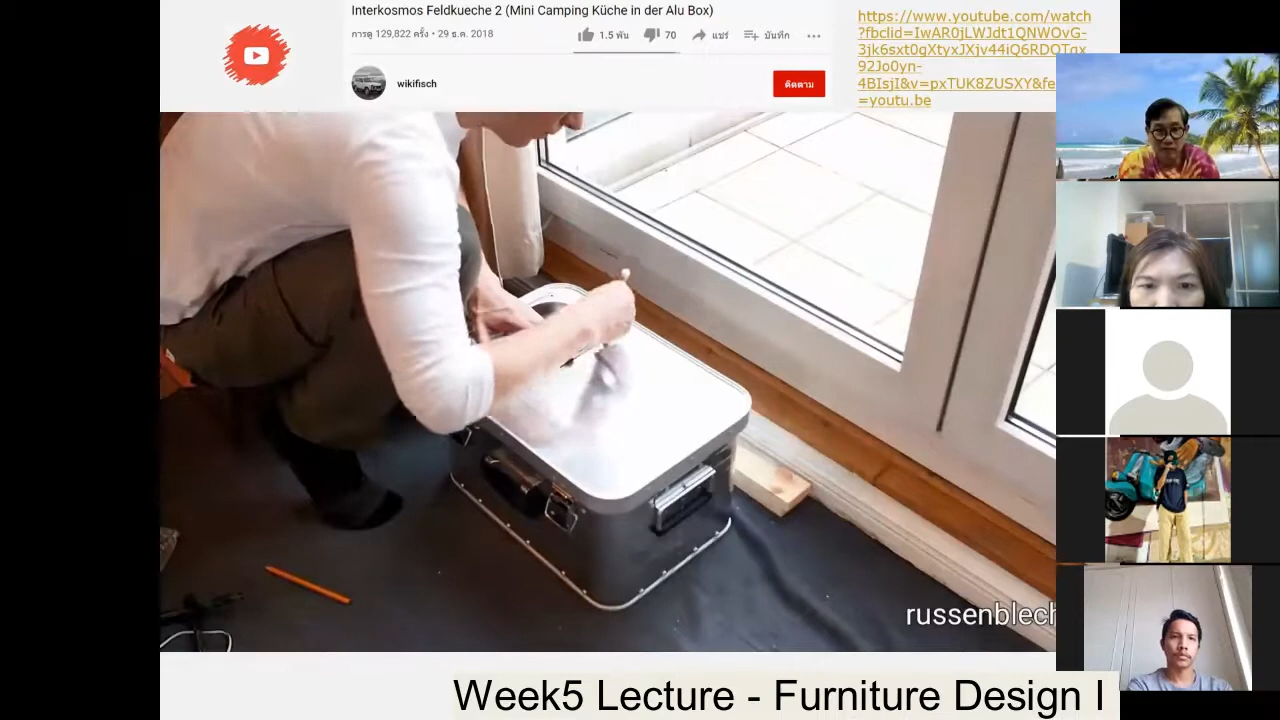 Interkosmos Feldkueche 2 (Mini Camping Küche in der Alu Box)
การดู 129,822 ครั้ง • 29 ธ.ค. 2018
1.5 พัน 70 แชร์ บันทึก
wikifisch
ติดตาม
https://www.youtube.com/watch
?fbclid=IwAR0jLWJdt1QNWOvG-
3jk6sxt0gXtyxJXjv44iQ6RDOTqx
92Jo0yn-
4BIsjI&v=pxTUK8ZUSXY&fe
=youtu.be
russenblech
Week5 Lecture - Furniture Design I